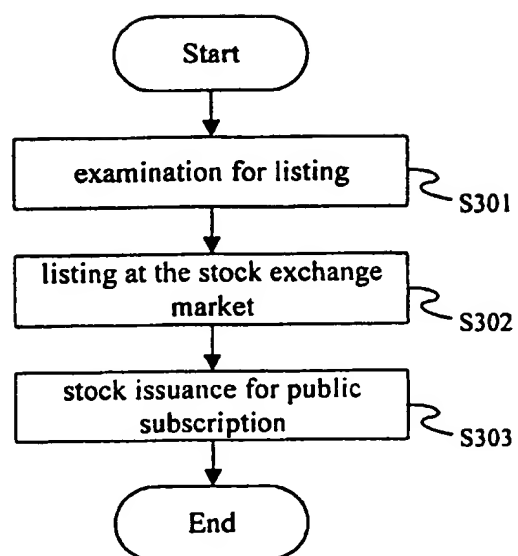 Start
examination for listing
S301
listing at the stock exchange
market
S302
stock issuance for public
subscription
S303
End